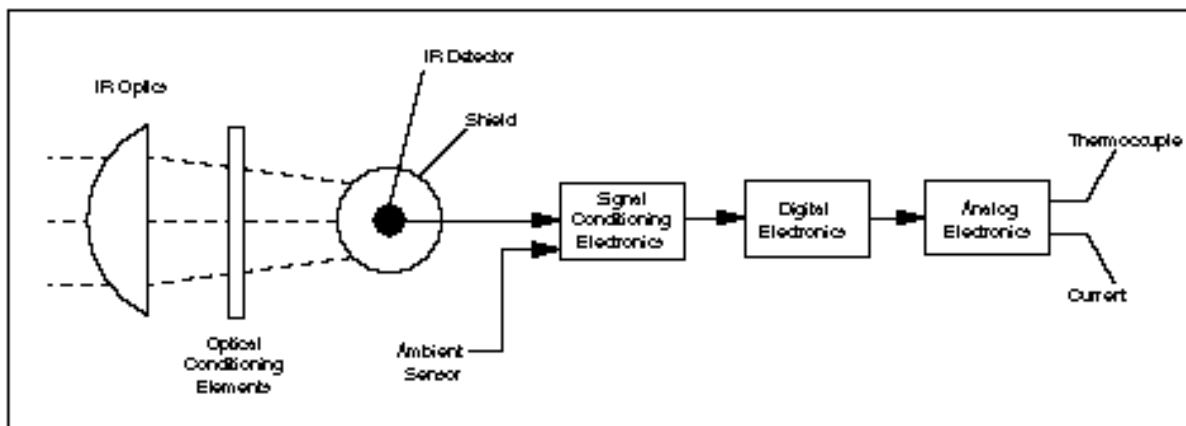 IR Detector
IR Optics
Shield
Thermocouple
Signal
Conditioning
Electronics
Digital
Electronics
Analog
Electronics
Current
Optical
Conditioning
Elements
Ambient
Sensor